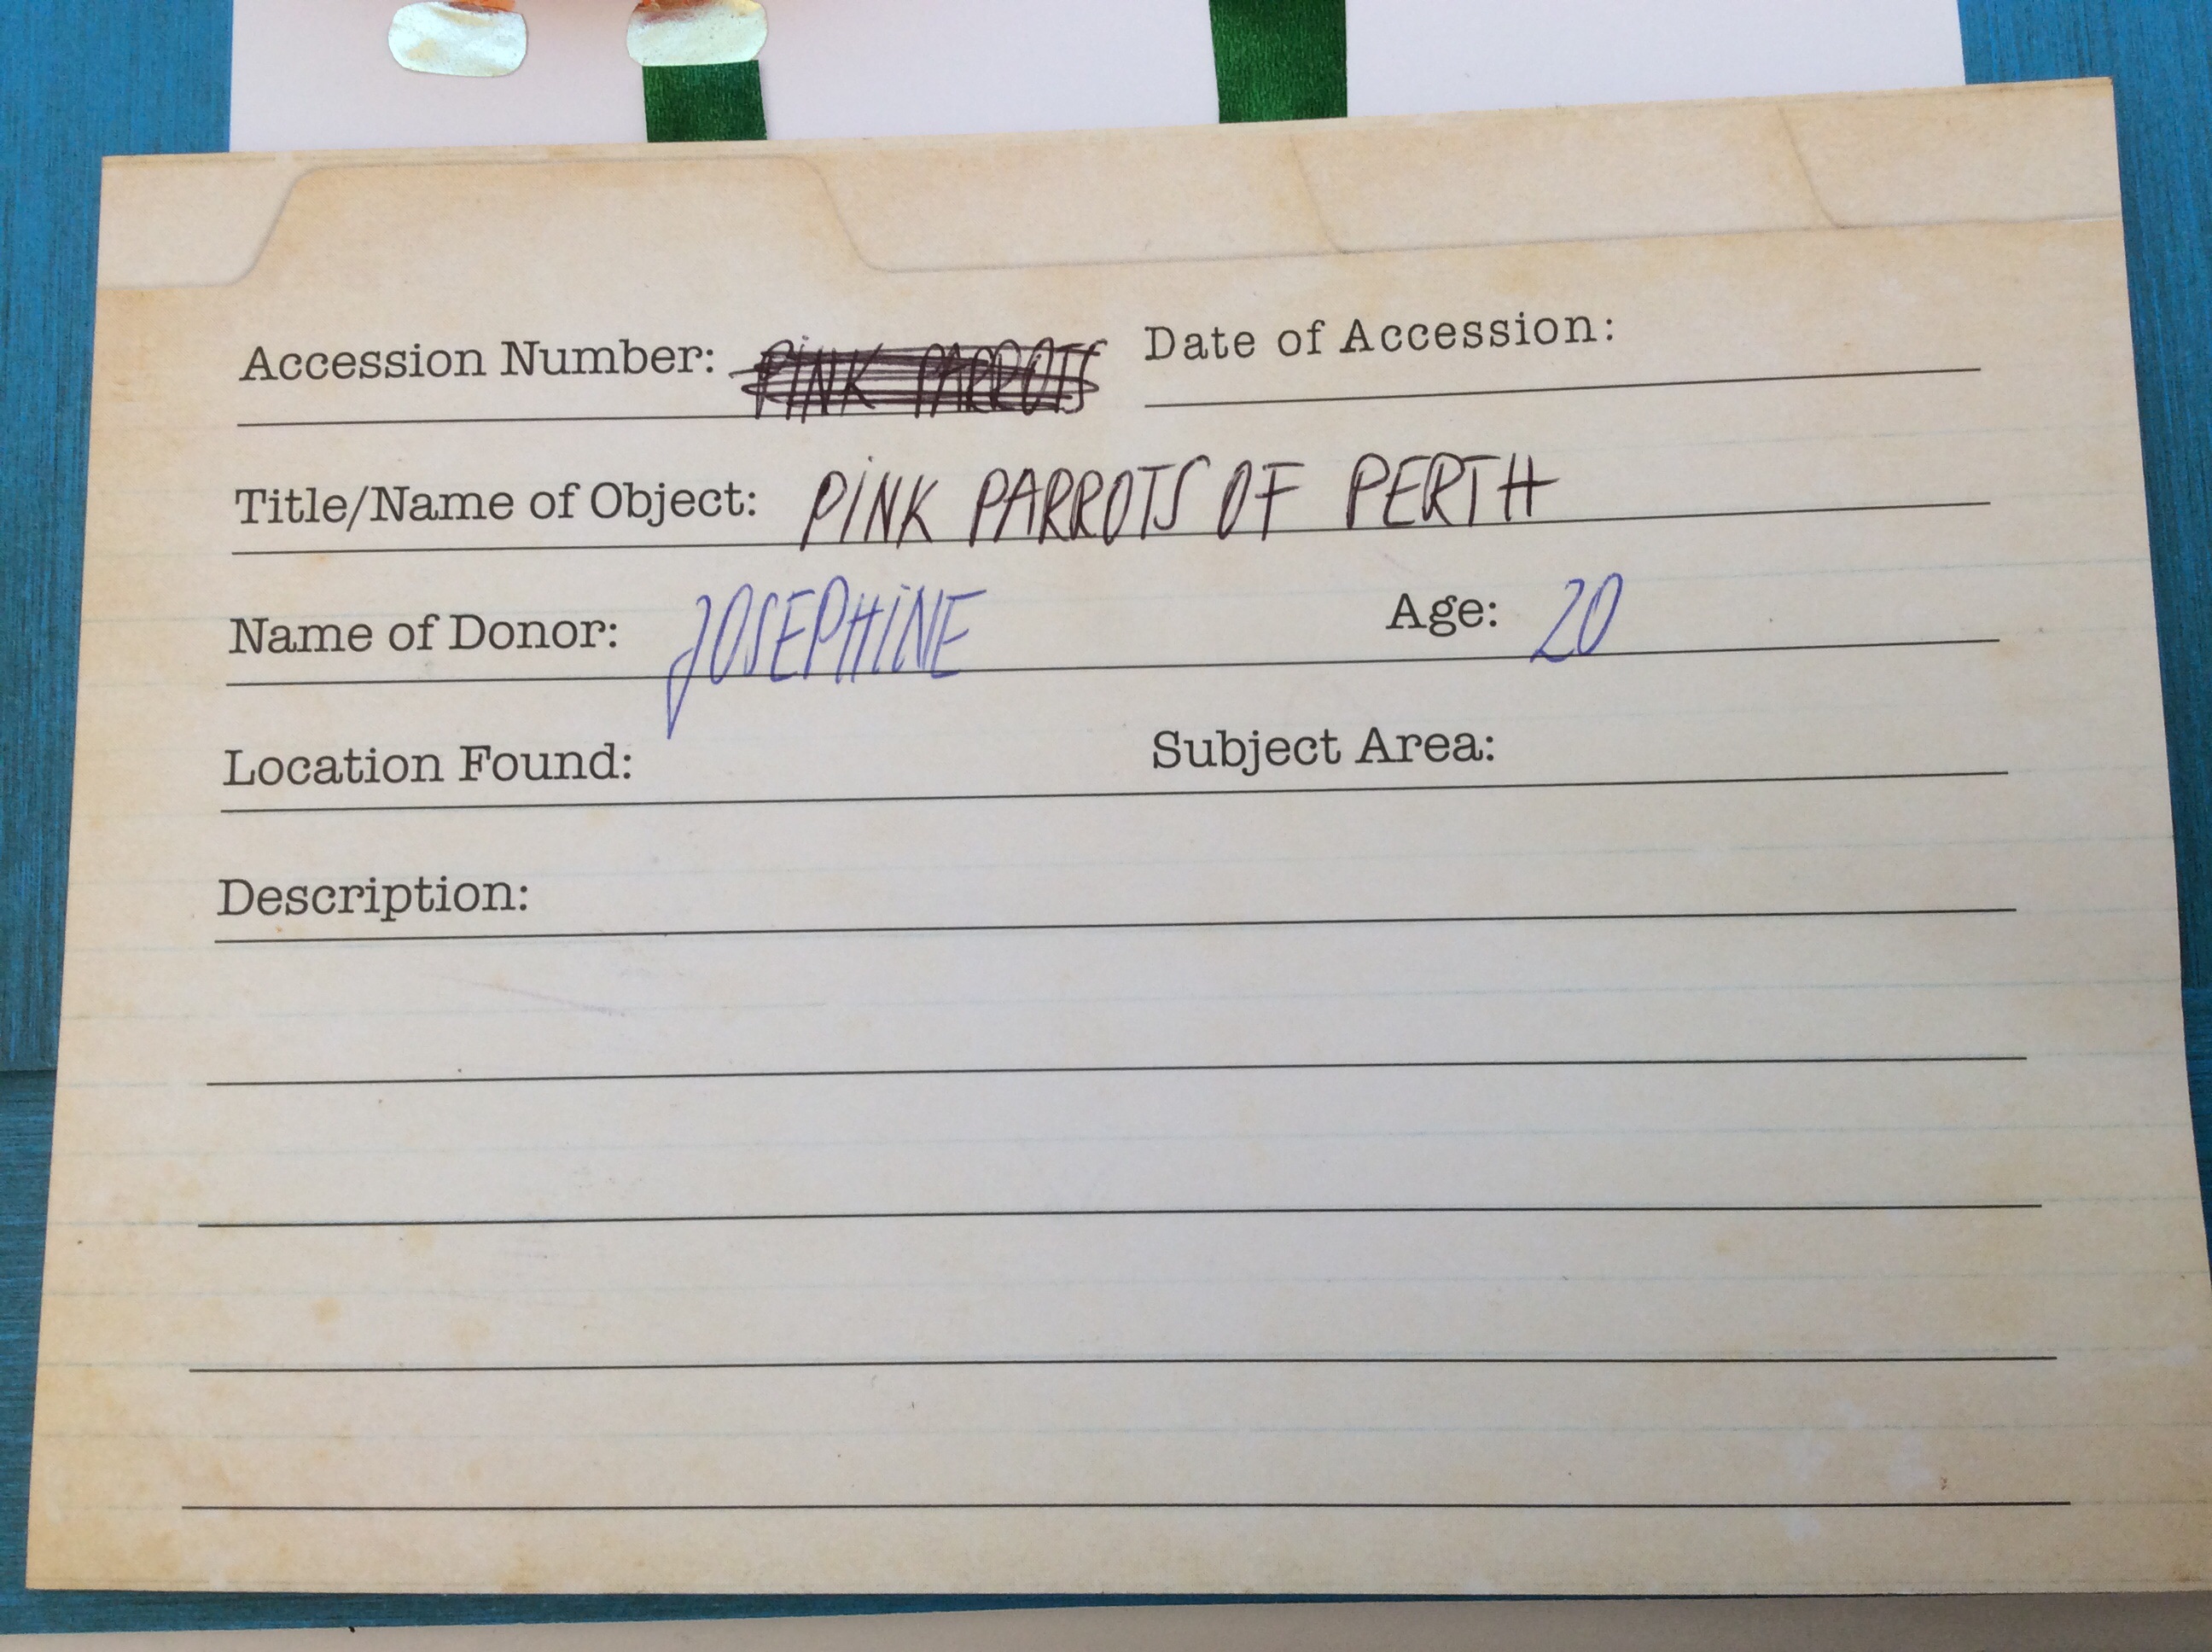 Accession Number: PINK PARROTS Date of Accession:
Title/Name of Object: PINK PARROTS OF PERTH
Name of Donor: JOSEPHINE Age: 20
Location Found: Subject Area:
Description: